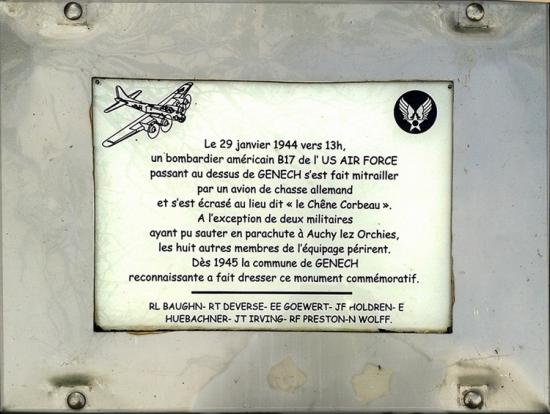 Le 29 janvier 1944 vers 13h,
un bombardier américain B17 de l' US AIR FORCE
passant au dessus de GENECH s'est fait mitrailler
par un avion de chasse allemand
et s'est écrasé au lieu dit « le Chêne Corbeau ».
A l'exception de deux militaires
ayant pu sauter en parachute à Auchy lez Orchies,
les huit autres membres de l'équipage périrent.
Dès 1945 la commune de GENECH
reconnaissante a fait dresser ce monument commémoratif.
RL BAUGHN- RT DEVERSE- EE GOEWERT- JF HOLDREN- E
HUEBACHNER- JT IRVING- RF PRESTON-N WOLFF.